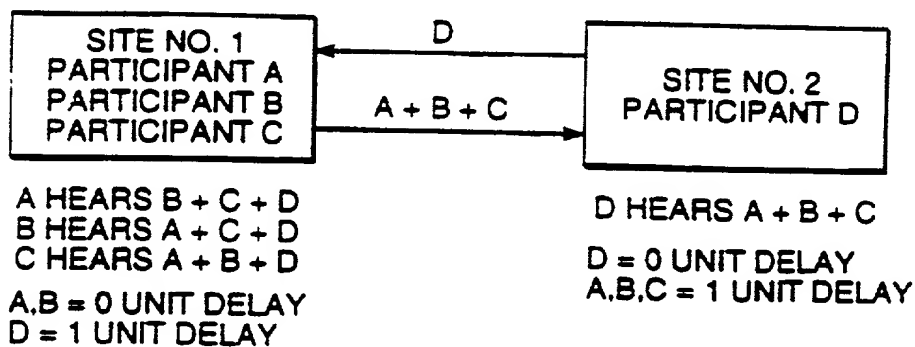 SITE NO. 1
PARTICIPANT A
PARTICIPANT B
PARTICIPANT C
D
A + B + C
SITE NO. 2
PARTICIPANT D
A HEARS B + C + D
B HEARS A + C + D
C HEARS A + B + D
A,B = 0 UNIT DELAY
D = 1 UNIT DELAY
D HEARS A + B + C
D = 0 UNIT DELAY
A,B,C = 1 UNIT DELAY